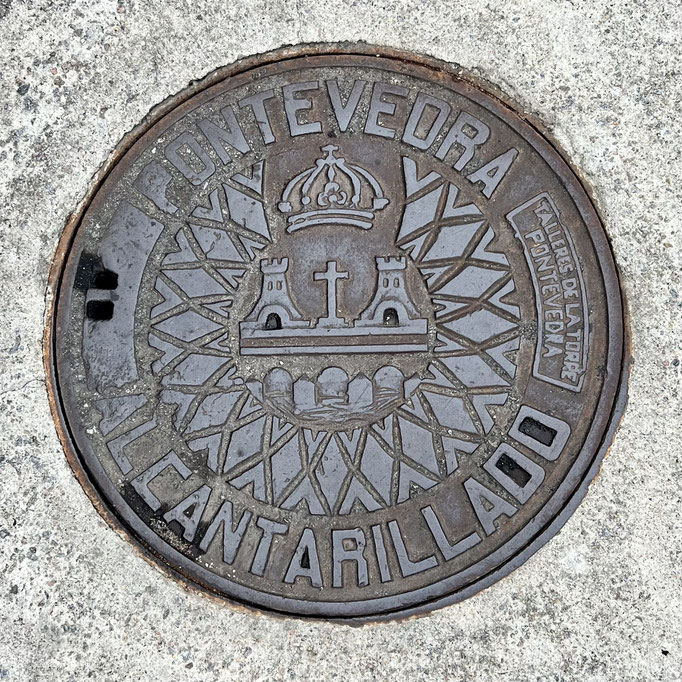 PONTEVEDRA
TALLERES DE LA TORRE
PONTEVEDRA
ALCANTARILLADO